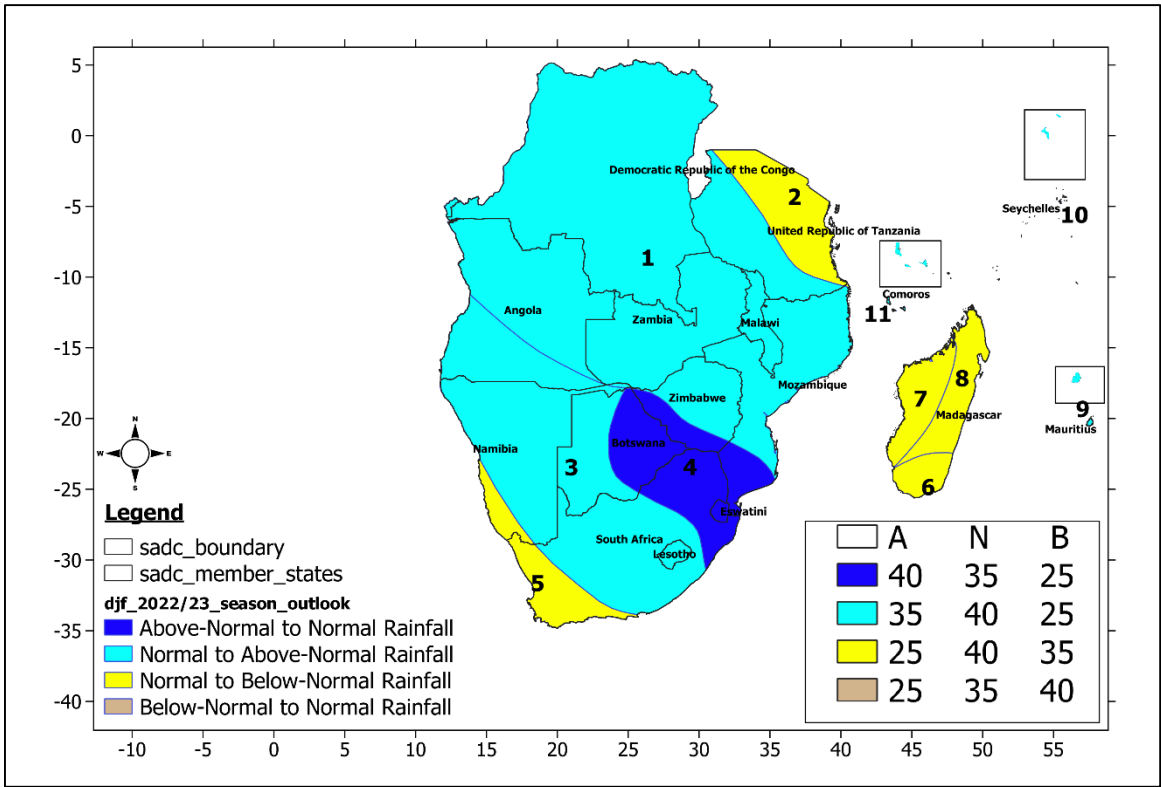 5
0
-5
-10
-15
-20
-25
-30
-35
-40
-10
-5
0
5
10
15
20
25
30
35
40
45
50
55
Democratic Republic of the Congo
2
Seychelles
10
United Republic of Tanzania
1
Comoros
11
Angola
Zambia
Malawi
8
Mozambique
Zimbabwe
7
Madagascar
9
Mauritius
Namibia
Botswana
3
4
6
Eswatini
South Africa
Lesotho
5
N
W
E
S
Legend
sadc_boundary
sadc_member_states
djf_2022/23_season_outlook
Above-Normal to Normal Rainfall
Normal to Above-Normal Rainfall
Normal to Below-Normal Rainfall
Below-Normal to Normal Rainfall
A N B
40 35 25
35 40 25
25 40 35
25 35 40